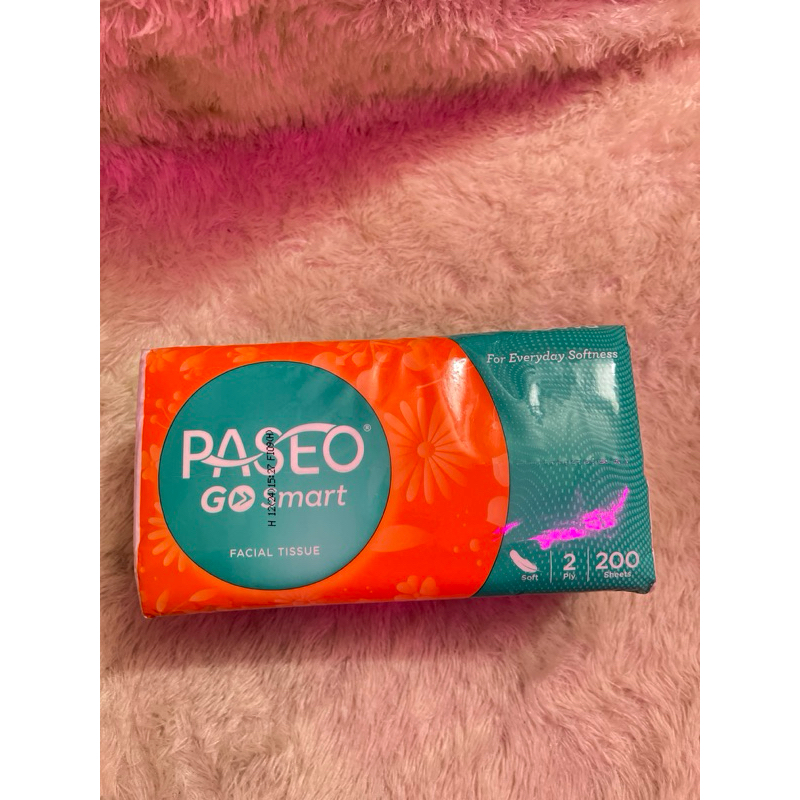 For Everyday Softness
PASEO®
GO Smart
FACIAL TISSUE
Soft
2
Ply
200
Sheets